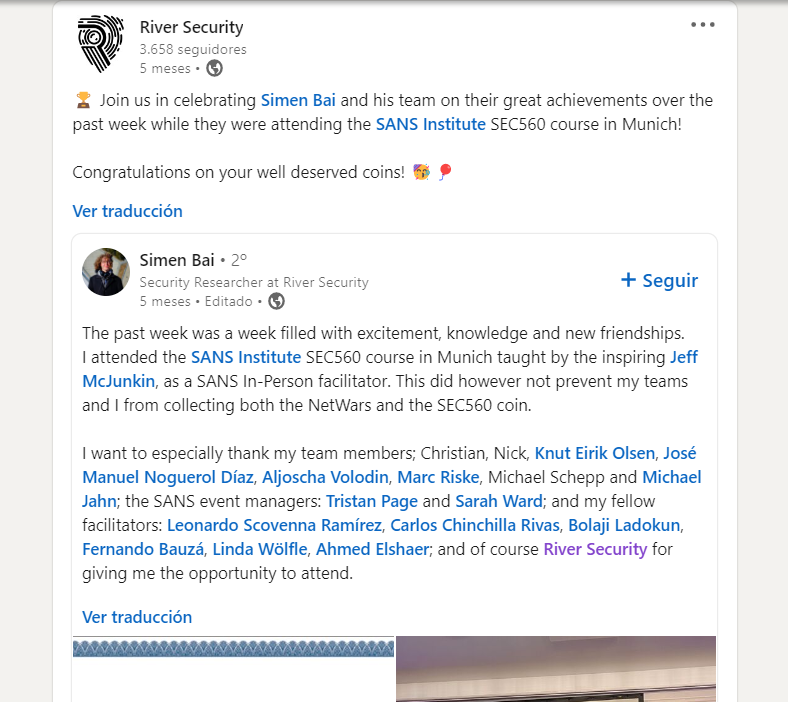 River Security
3.658 seguidores
5 meses •
🏆 Join us in celebrating Simen Bai and his team on their great achievements over the
past week while they were attending the SANS Institute SEC560 course in Munich!
Congratulations on your well deserved coins! 🥳 🎈
Ver traducción
Simen Bai • 2º
Security Researcher at River Security
5 meses • Editado •
+ Seguir
The past week was a week filled with excitement, knowledge and new friendships.
I attended the SANS Institute SEC560 course in Munich taught by the inspiring Jeff
McJunkin, as a SANS In-Person facilitator. This did however not prevent my teams
and I from collecting both the NetWars and the SEC560 coin.
I want to especially thank my team members; Christian, Nick, Knut Eirik Olsen, José
Manuel Noguerol Díaz, Aljoscha Volodin, Marc Riske, Michael Schepp and Michael
Jahn; the SANS event managers: Tristan Page and Sarah Ward; and my fellow
facilitators: Leonardo Scovenna Ramírez, Carlos Chinchilla Rivas, Bolaji Ladokun,
Fernando Bauzá, Linda Wölfle, Ahmed Elshaer; and of course River Security for
giving me the opportunity to attend.
Ver traducción